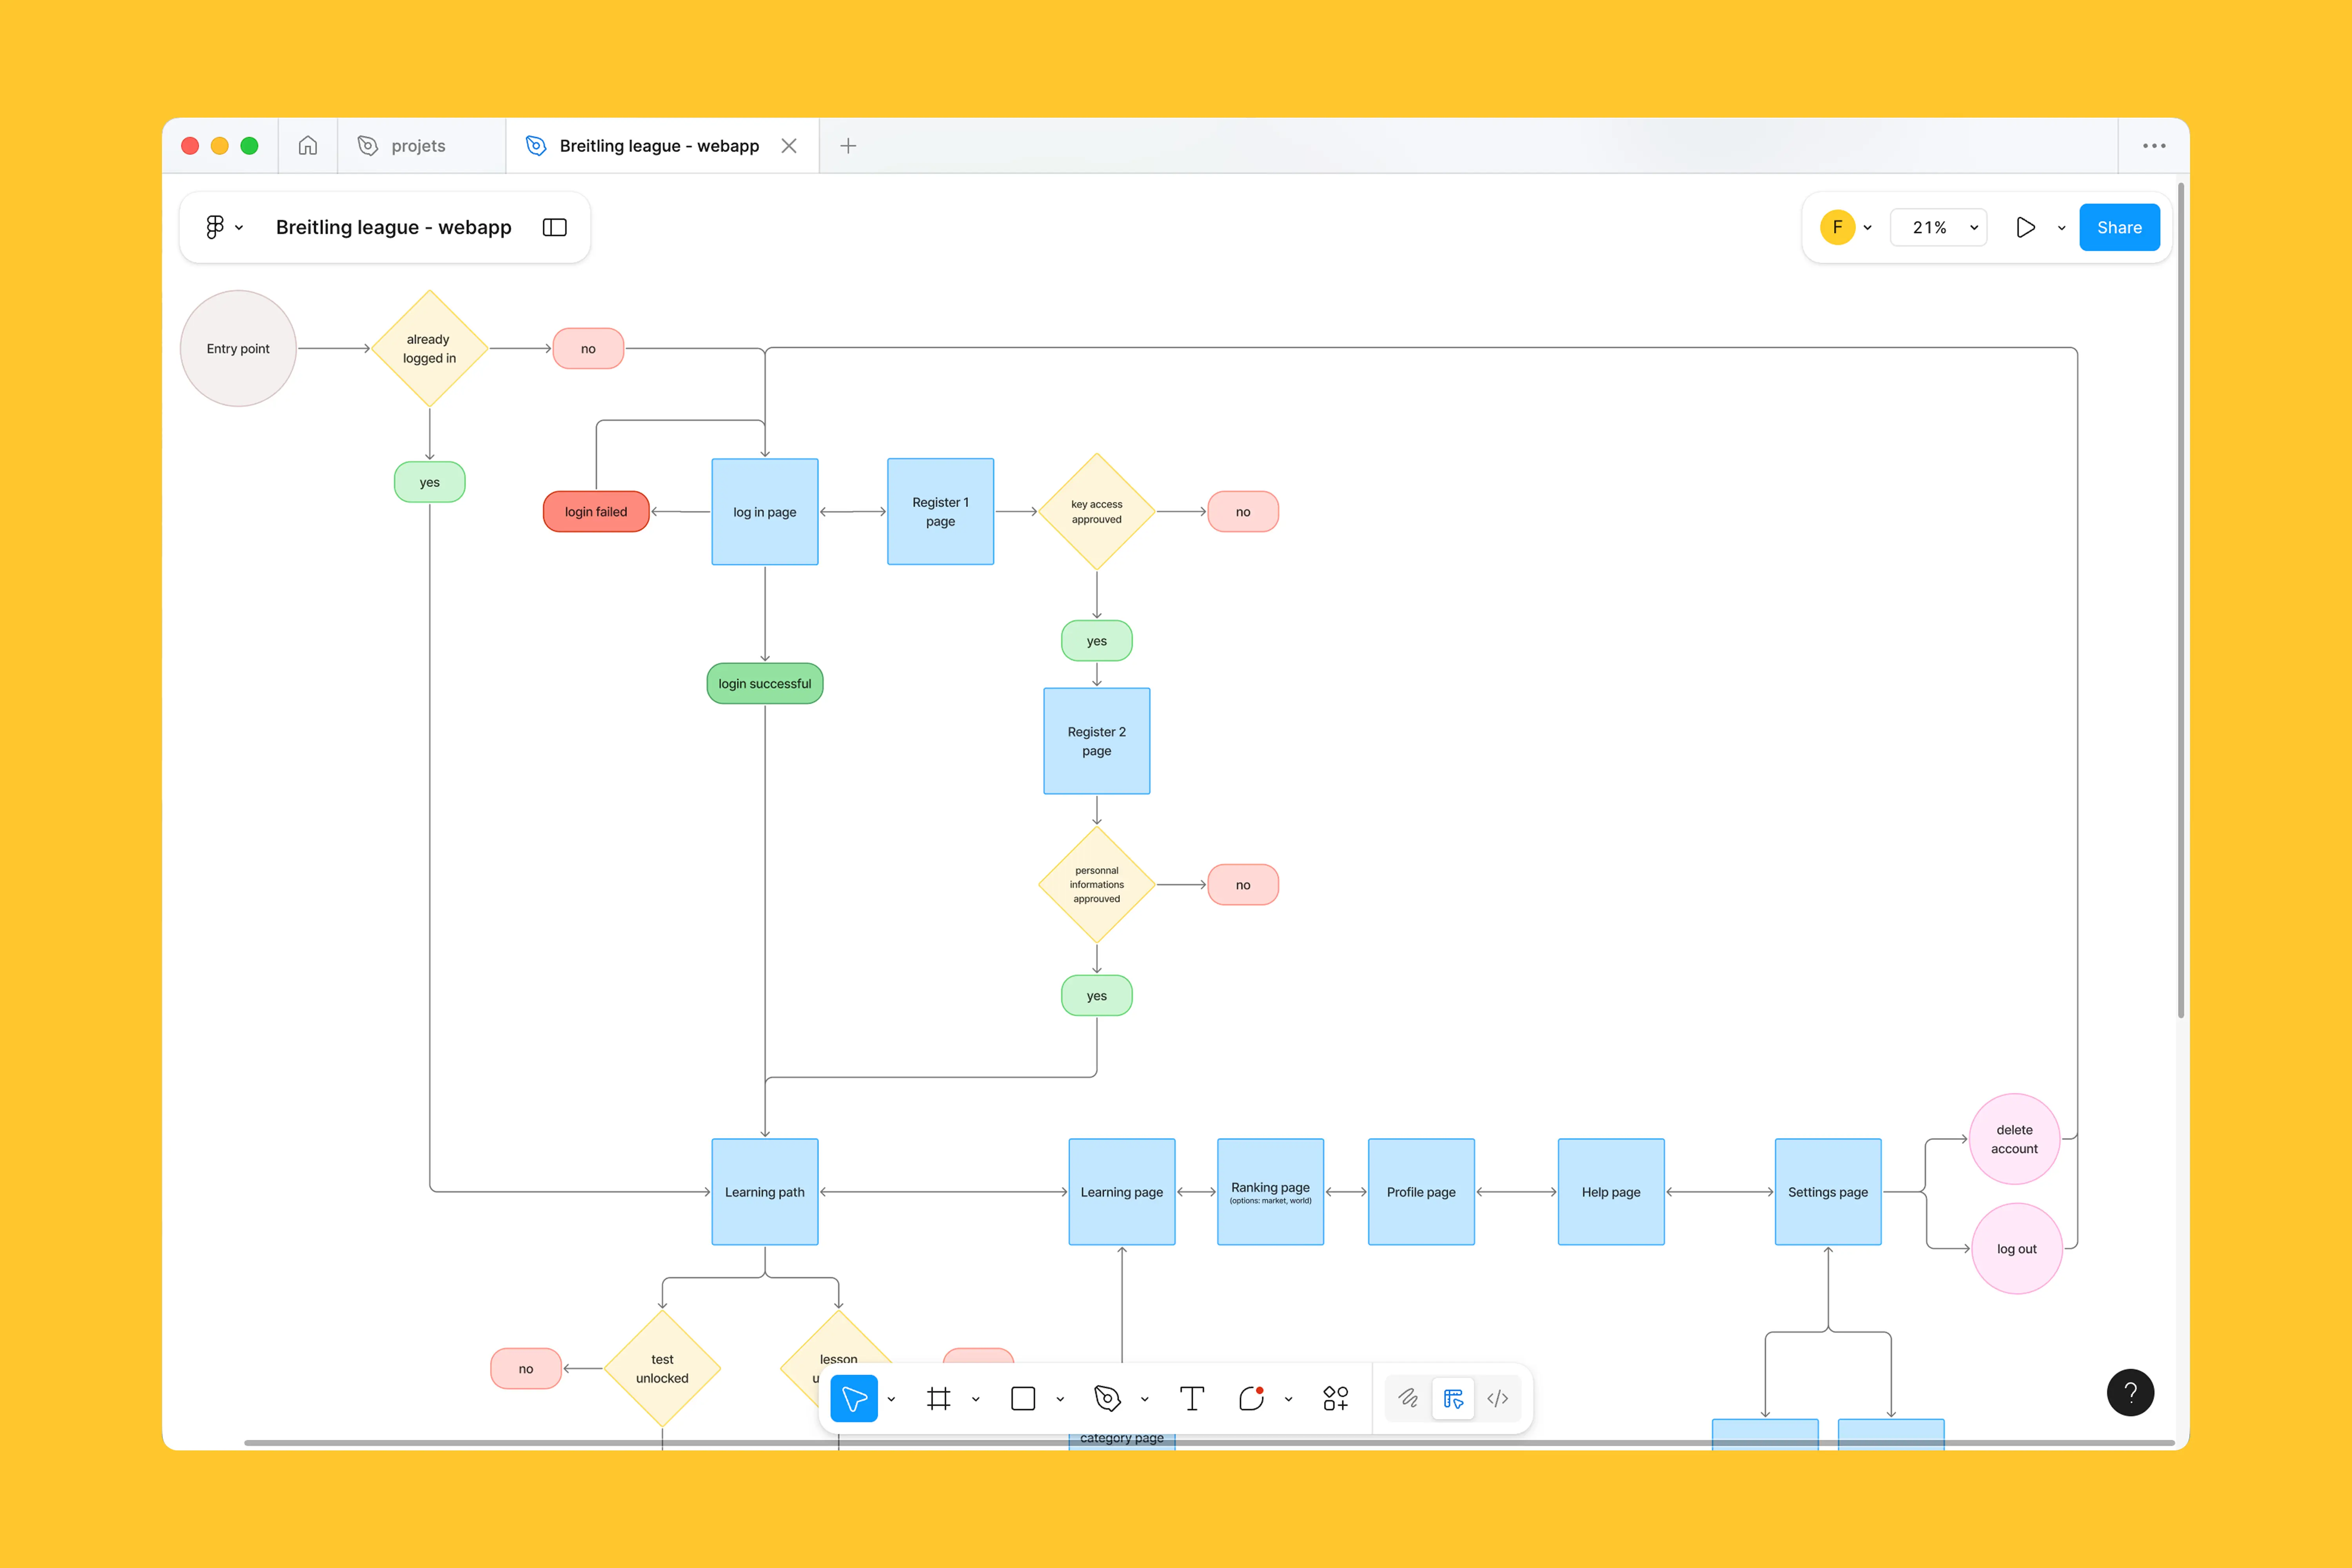 projets
Breitling league - webapp
Breitling league - webapp
F
21%
Share
Entry point
already
logged in
no
yes
login failed
log in page
Register 1
page
key access
approuved
no
yes
login successful
Register 2
page
personnal
informations
approuved
no
yes
delete
account
Learning path
Learning page
Ranking page
(options: market, world)
Profile page
Help page
Settings page
log out
no
test
unlocked
lesson
category page
?